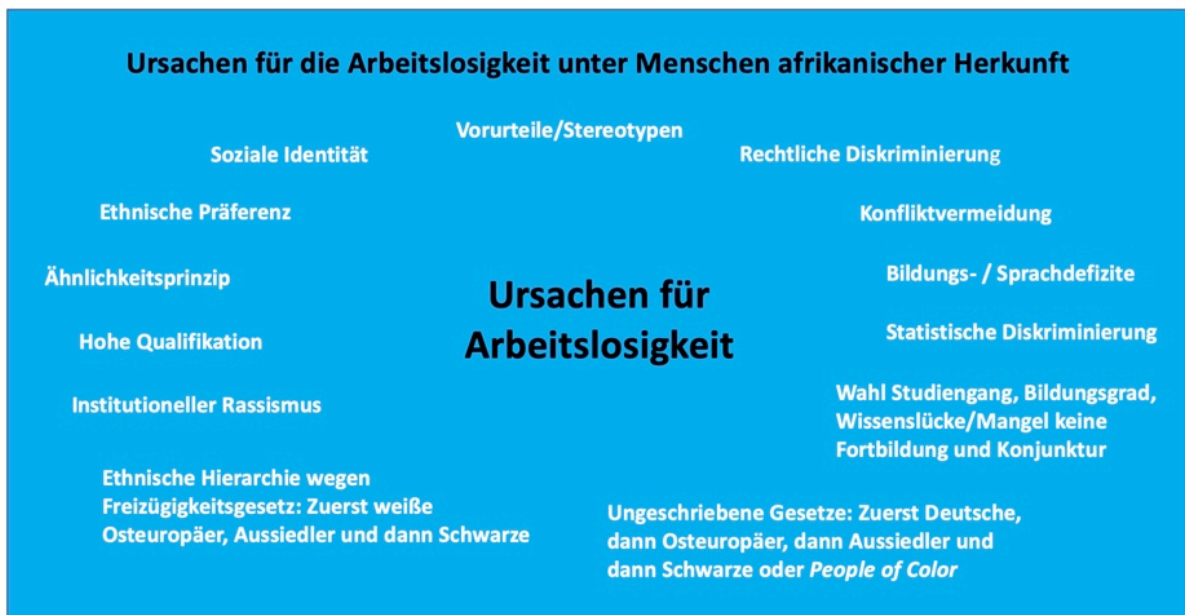 Ursachen für die Arbeitslosigkeit unter Menschen afrikanischer Herkunft
Vorurteile/Stereotypen
Soziale Identität
Rechtliche Diskriminierung
Ethnische Präferenz
Konfliktvermeidung
Ähnlichkeitsprinzip
Bildungs- / Sprachdefizite
Ursachen für
Arbeitslosigkeit
Hohe Qualifikation
Statistische Diskriminierung
Institutioneller Rassismus
Wahl Studiengang, Bildungsgrad,
Wissenslücke/Mangel keine
Fortbildung und Konjunktur
Ethnische Hierarchie wegen
Freizügigkeitsgesetz: Zuerst weiße
Osteuropäer, Aussiedler und dann Schwarze
Ungeschriebene Gesetze: Zuerst Deutsche,
dann Osteuropäer, dann Aussiedler und
dann Schwarze oder People of Color